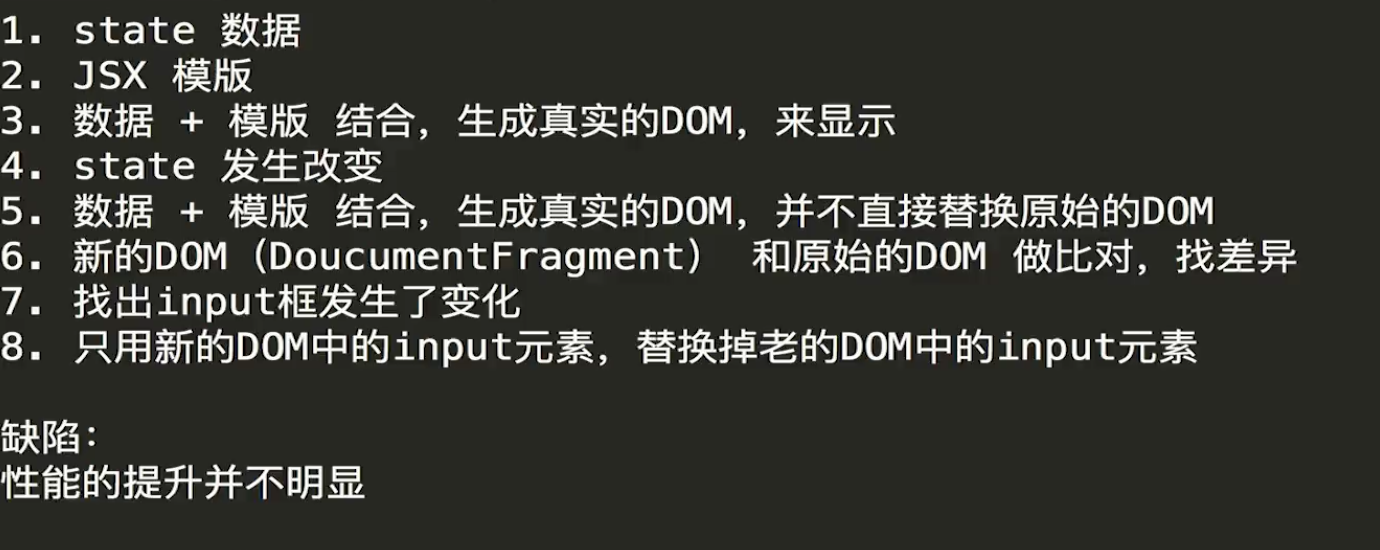 1. state 数据
2. JSX 模版
3. 数据 + 模版 结合，生成真实的DOM，来显示
4. state 发生改变
5. 数据 + 模版 结合，生成真实的DOM，并不直接替换原始的DOM
6. 新的DOM（DoucumentFragment） 和原始的DOM 做比对，找差异
7. 找出input框发生了变化
8. 只用新的DOM中的input元素，替换掉老的DOM中的input元素
缺陷：
性能的提升并不明显